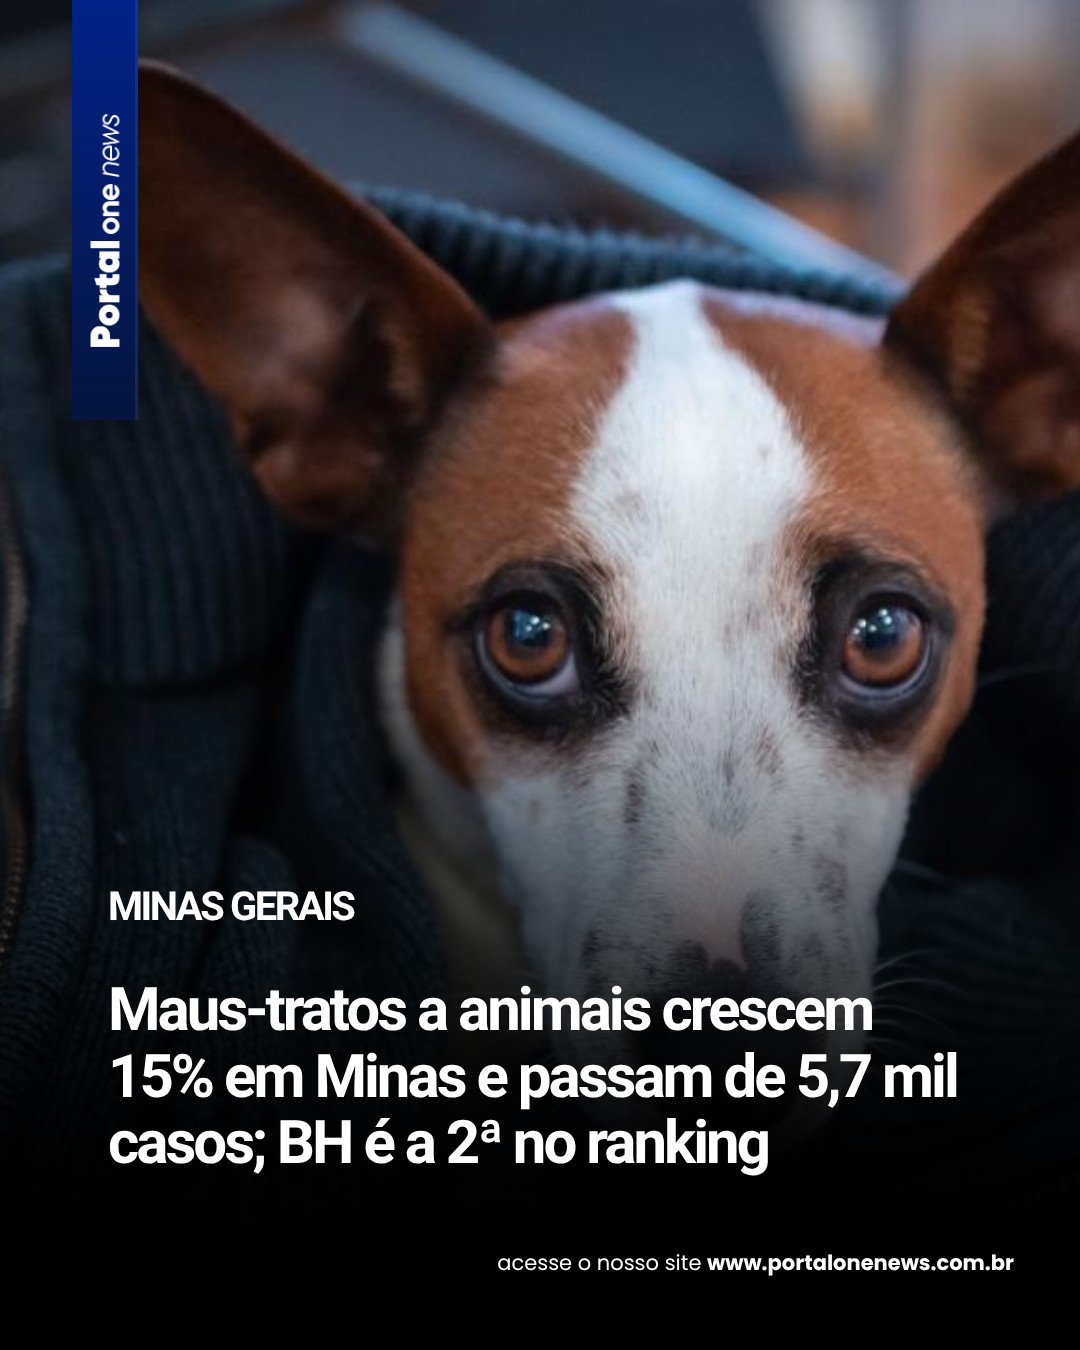 Portal one news
MINAS GERAIS
Maus-tratos a animais crescem
15% em Minas e passam de 5,7 mil
casos; BH é a 2ª no ranking
acesse o nosso site www.portalonenews.com.br